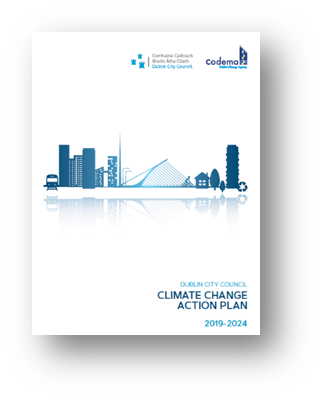 Comhairle Cathrach
Bhaile Átha Cliath
Dublin City Council
codema
DUBLIN CITY COUNCIL
CLIMATE CHANGE
ACTION PLAN
2019-2024